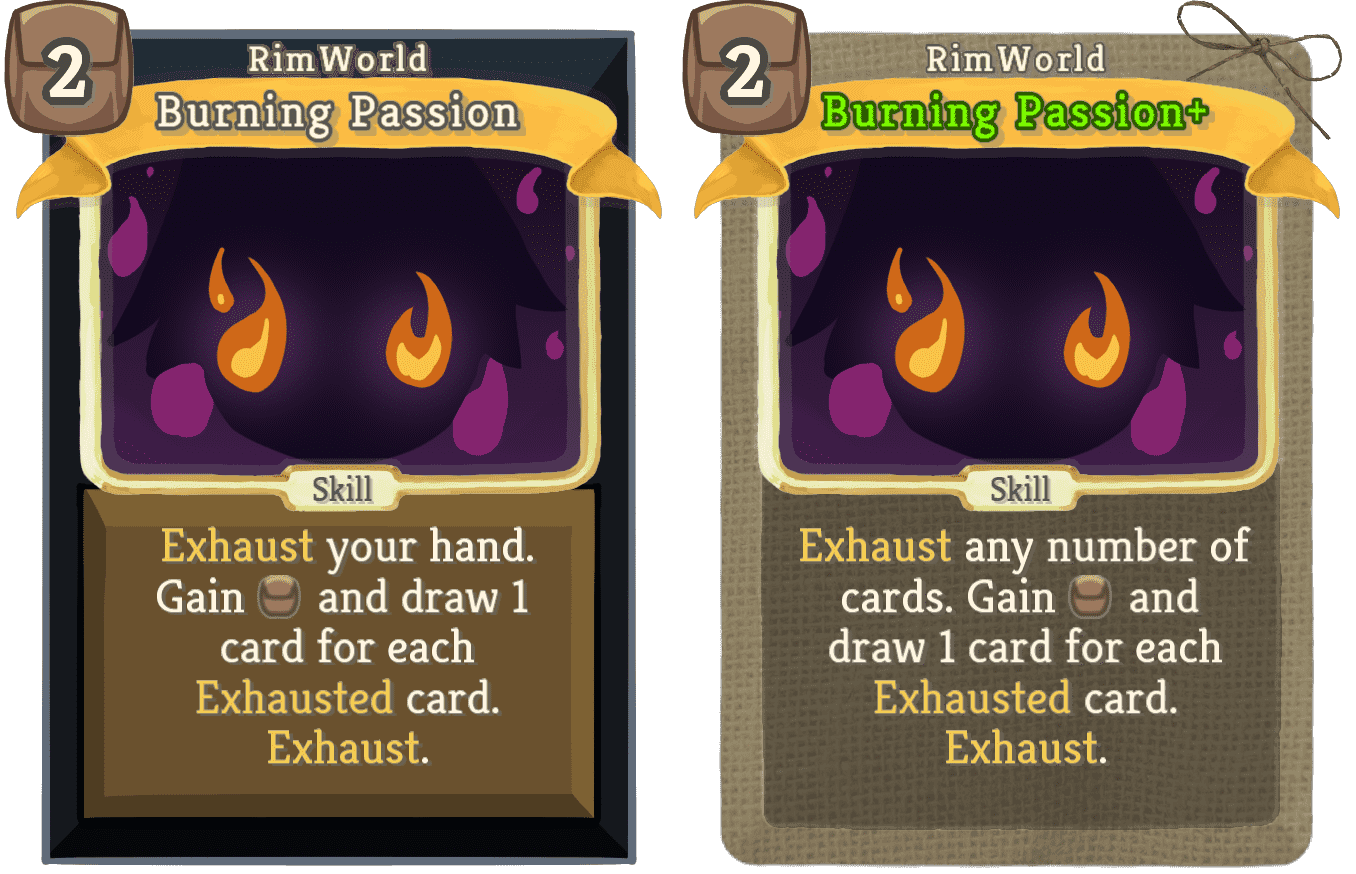 2
RimWorld
Burning Passion
Skill
Exhaust your hand.
Gain and draw 1
card for each
Exhausted card.
Exhaust.
2
RimWorld
Burning Passion+
Skill
Exhaust any number of
cards. Gain and
draw 1 card for each
Exhausted card.
Exhaust.